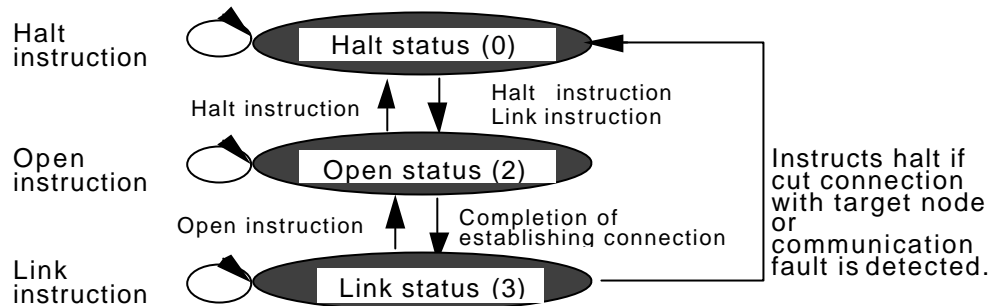 Halt
instruction
Halt status (0)
Halt instruction
Halt instruction
Link instruction
Open
instruction
Open status (2)
Instructs halt if
cut connection
with target node
or
communication
fault is detected.
Open instruction
Completion of
establishing connection
Link
instruction
Link status (3)